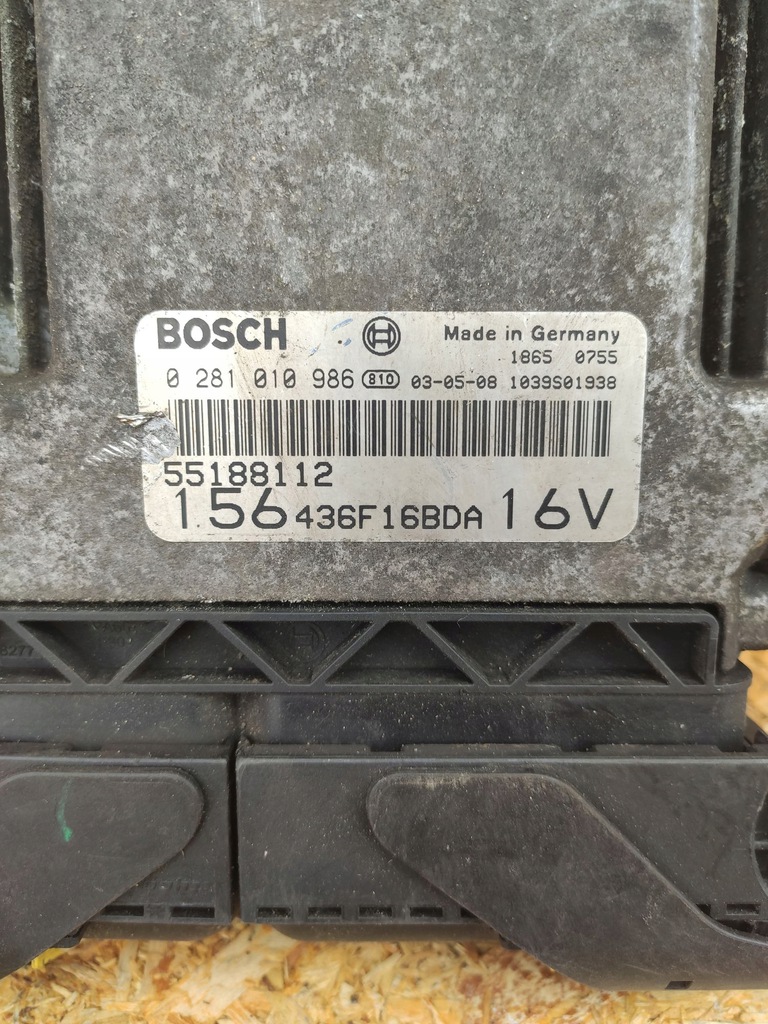 BOSCH Made in Germany
1865 0755
0 281 010 986 810 03-05-08 1039S01938
55188112
156 436F16BDA 16V